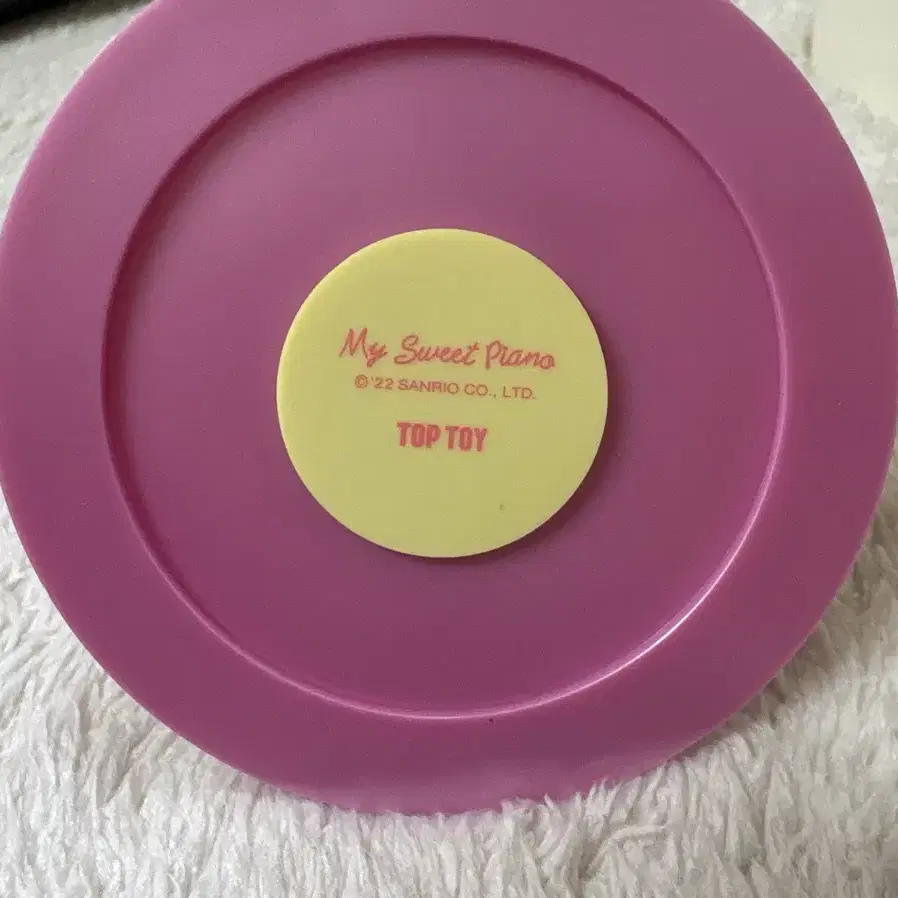 My Sweet Piano
©'22 SANRIO CO., LTD.
TOP TOY